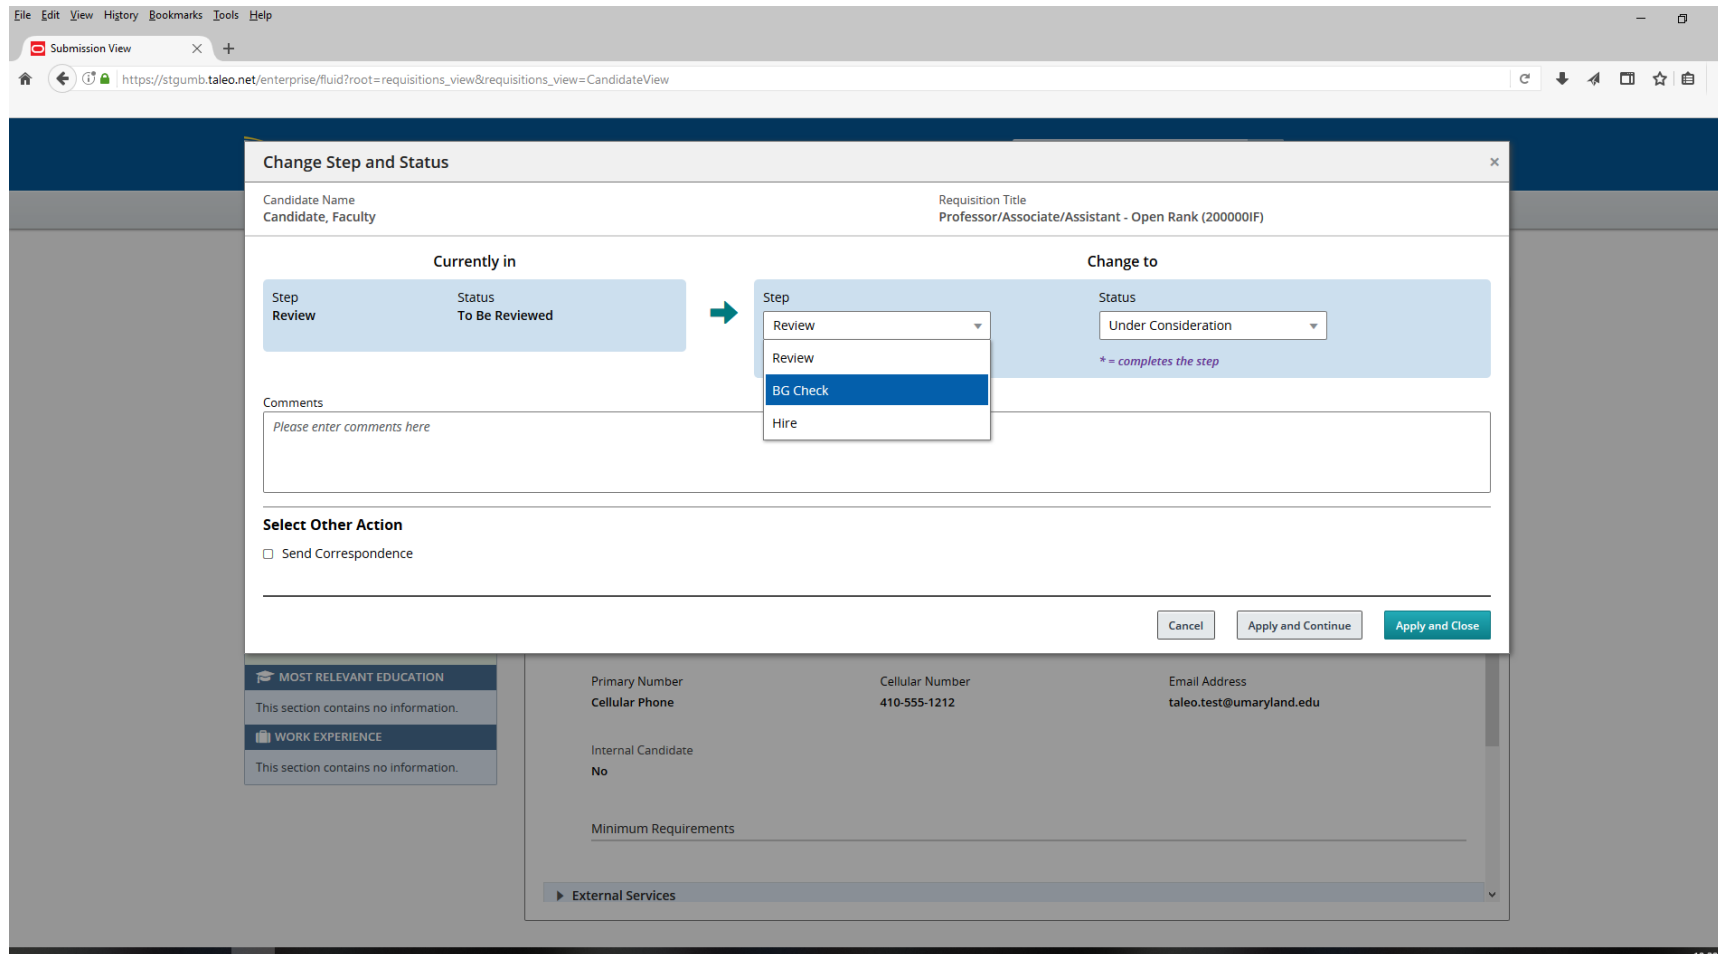 File Edit View History Bookmarks Tools Help
Submission View
https://stgumb.taleo.net/enterprise/fluid?root=requisitions_view&requisitions_view=CandidateView
Change Step and Status
Candidate Name
Requisition Title
Candidate, Faculty
Professor/Associate/Assistant - Open Rank (200000IF)
Currently in
Change to
Step
Status
Step
Status
Review
To Be Reviewed
Review
Under Consideration
Review
* = completes the step
BG Check
Hire
Comments
Please enter comments here
Select Other Action
Send Correspondence
Cancel
Apply and Continue
Apply and Close
MOST RELEVANT EDUCATION
This section contains no information.
WORK EXPERIENCE
This section contains no information.
Primary Number
Cellular Number
Email Address
Cellular Phone
410-555-1212
taleo.test@umaryland.edu
Internal Candidate
No
Minimum Requirements
External Services